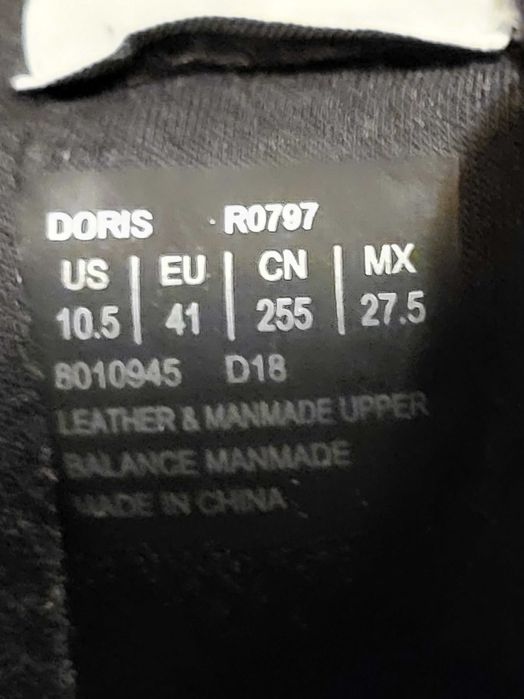 DORIS R0797
US | EU | CN | MX
10.5 | 41 | 255 | 27.5
8010945 D18
LEATHER & MANMADE UPPER
BALANCE MANMADE
MADE IN CHINA